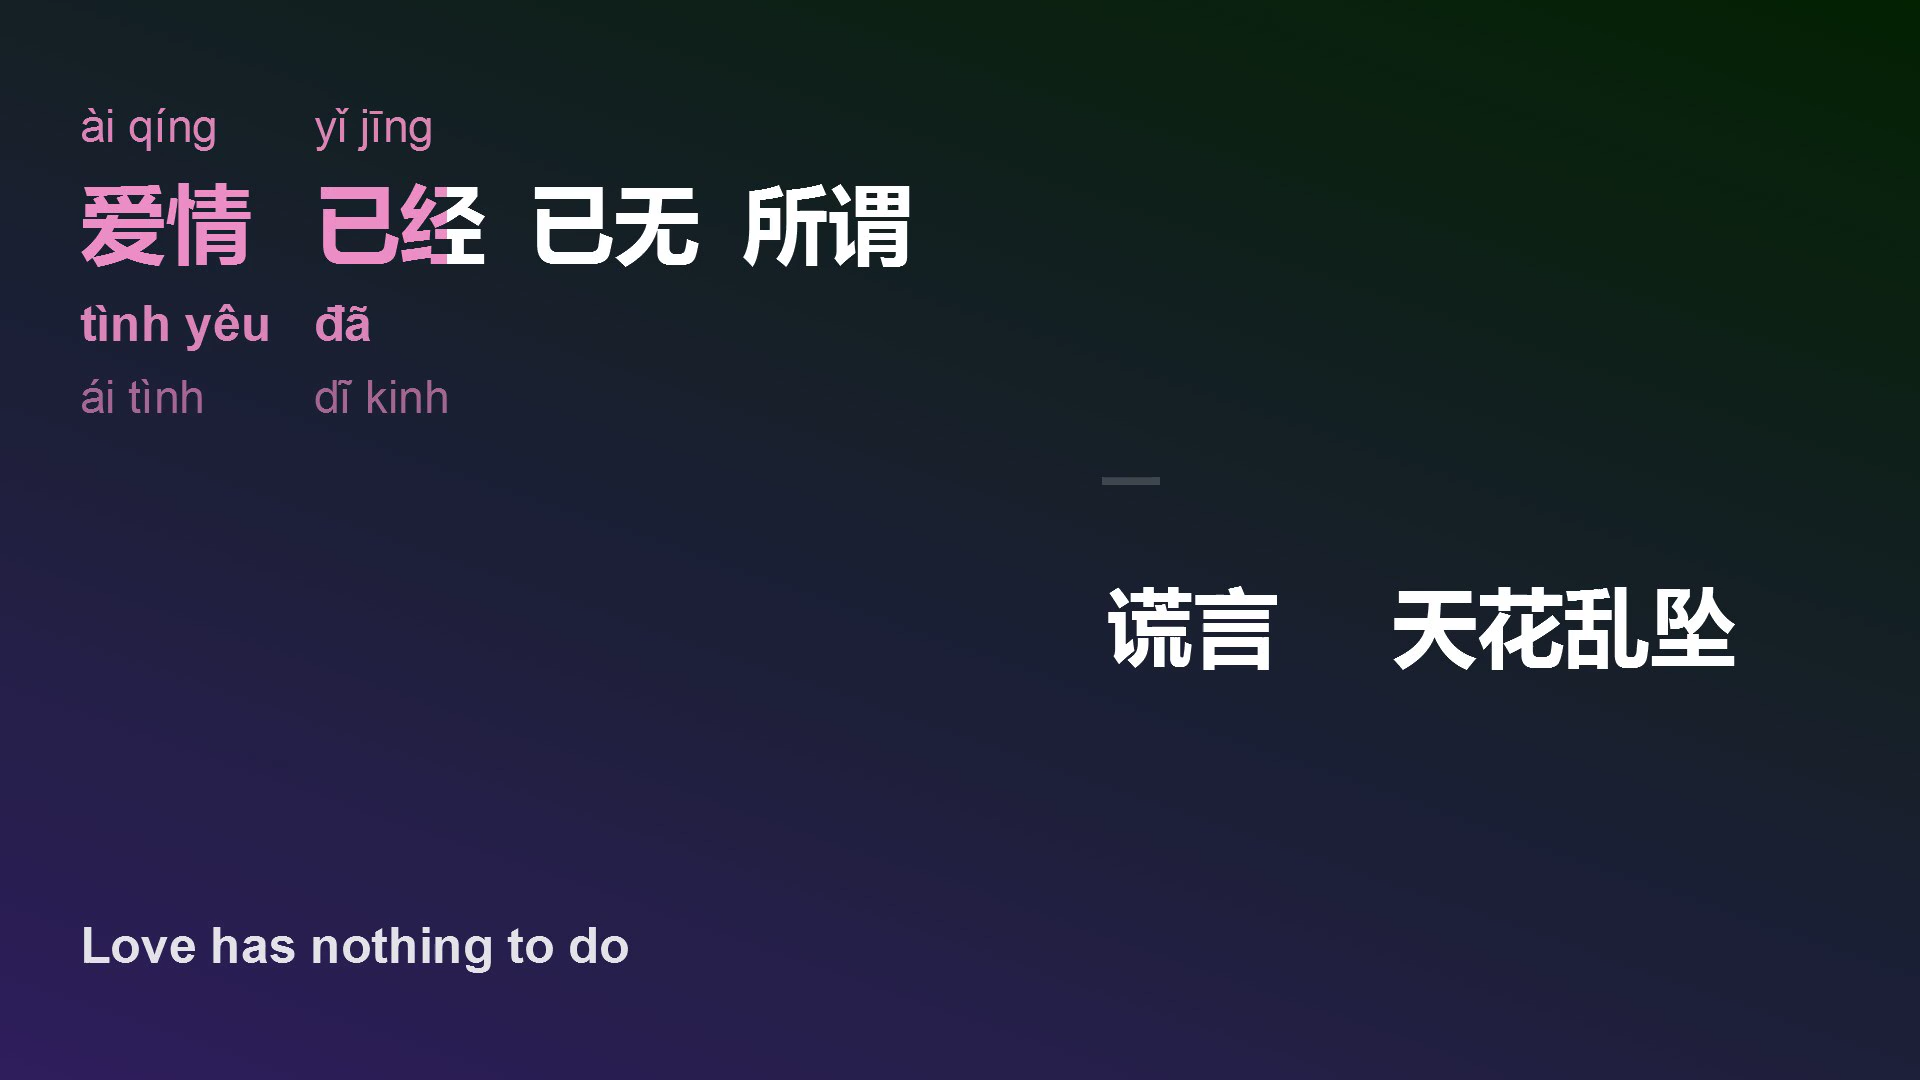 ài qíng yǐ jīng
爱情 已经 已无 所谓
tình yêu đã
ái tình dĩ kinh
谎言 天花乱坠
Love has nothing to do